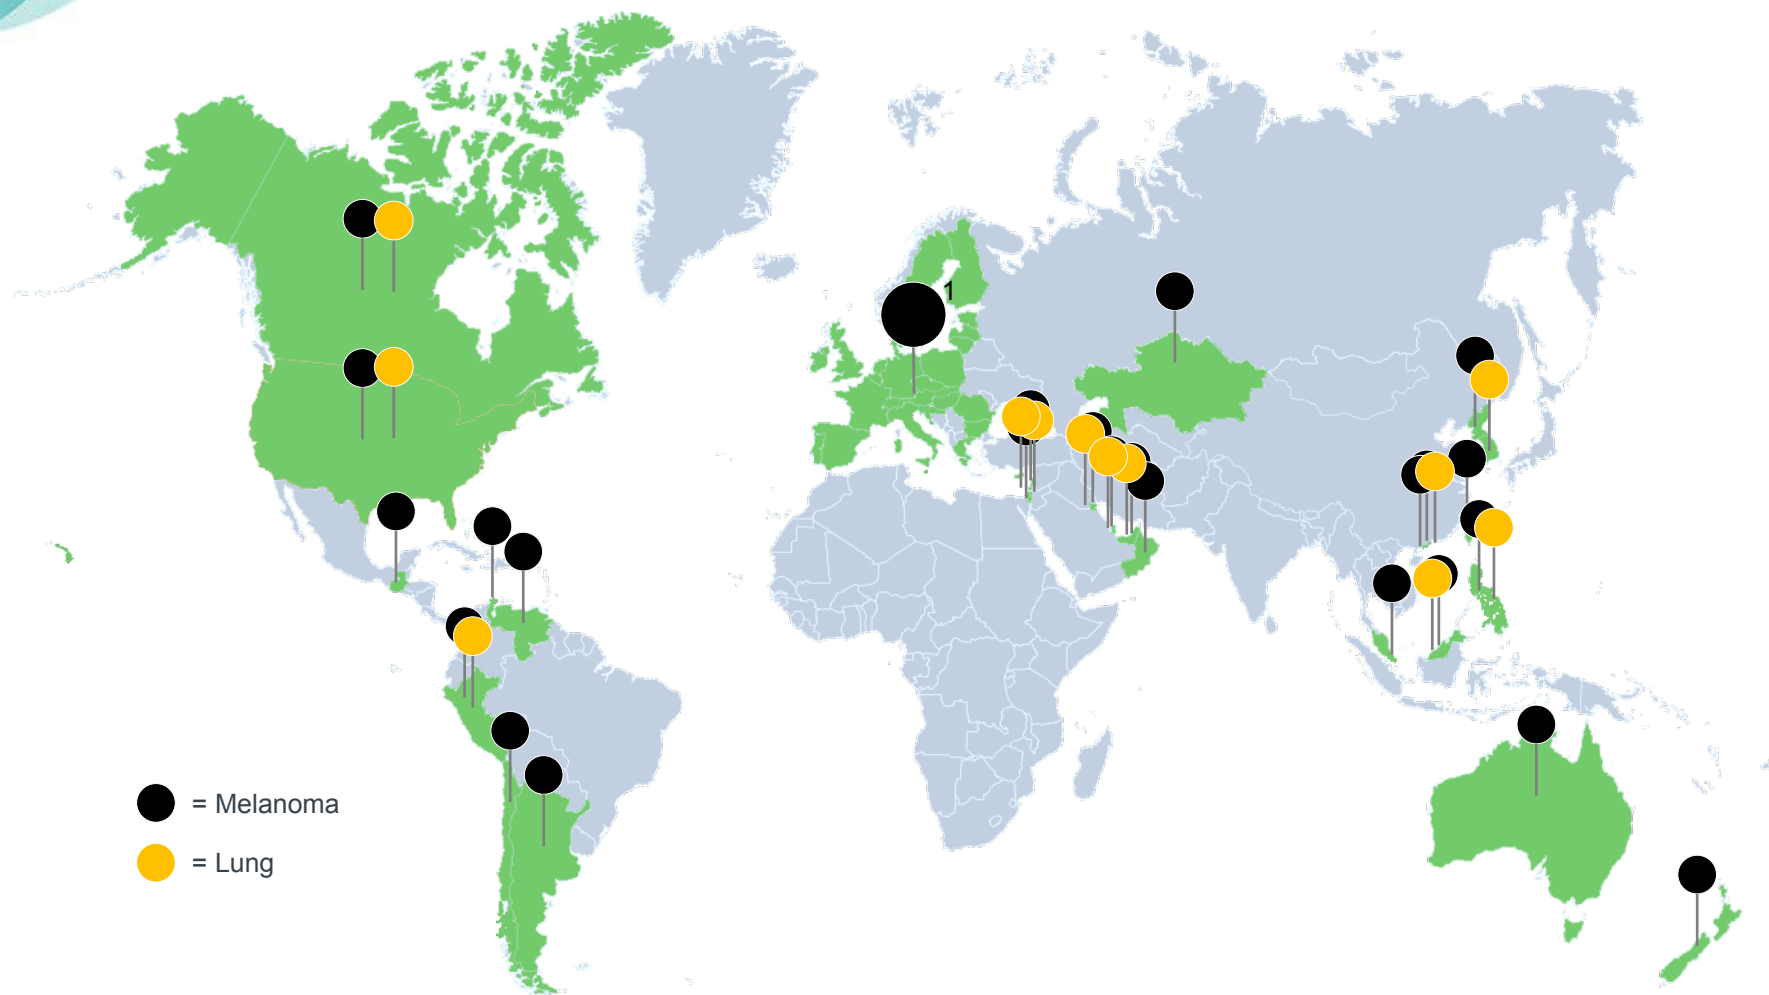 1
= Melanoma
= Lung